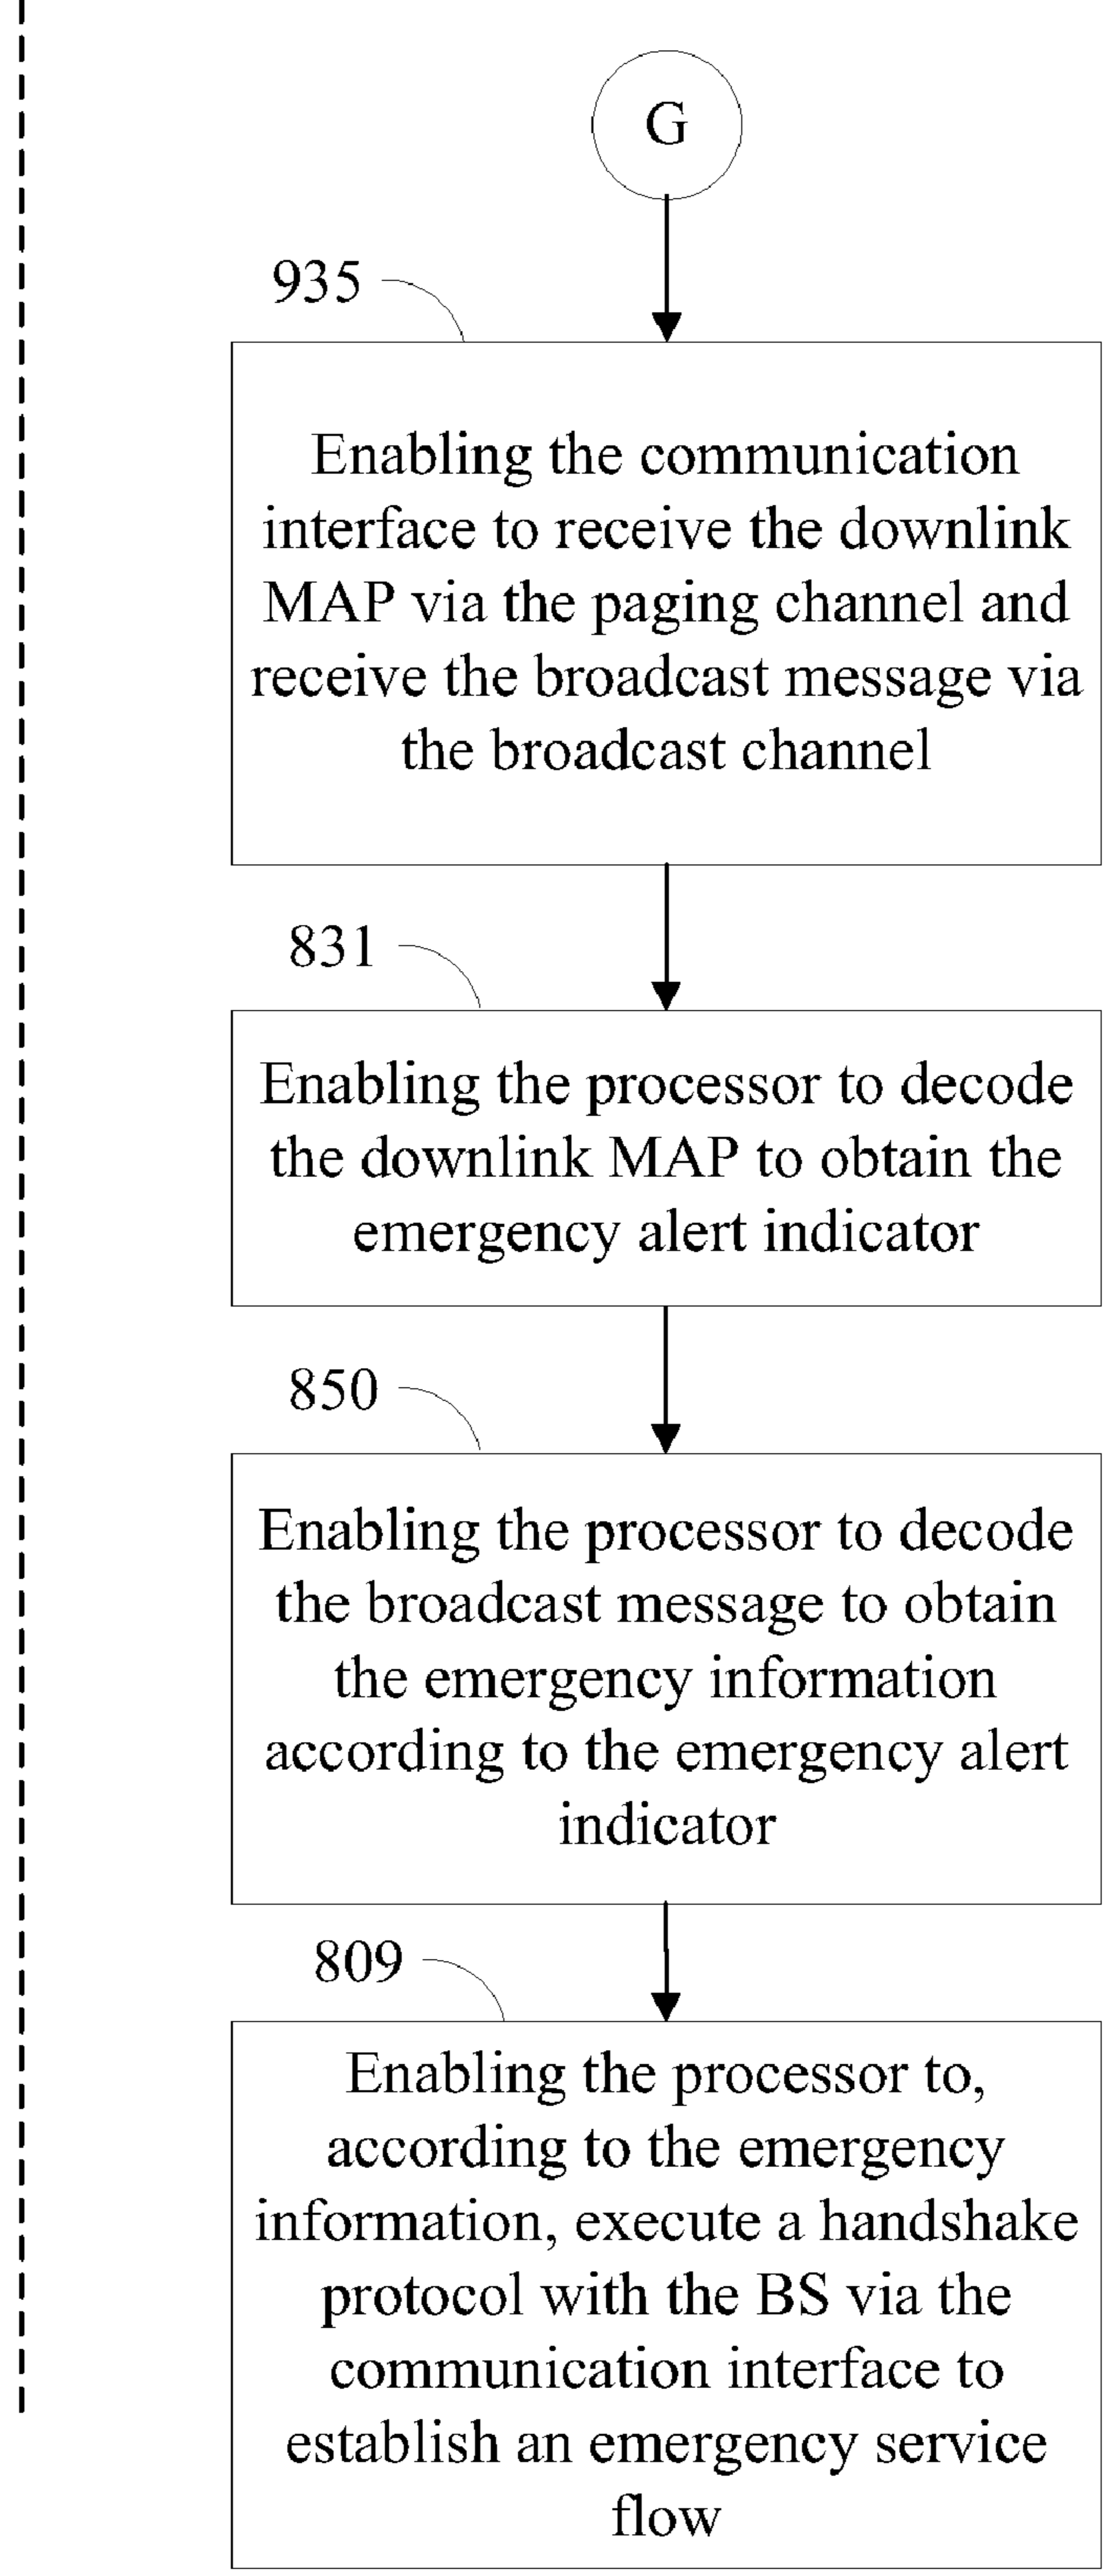 G
935
Enabling the communication
interface to receive the downlink
MAP via the paging channel and
receive the broadcast message via
the broadcast channel
831
Enabling the processor to decode
the downlink MAP to obtain the
emergency alert indicator
850
Enabling the processor to decode
the broadcast message to obtain
the emergency information
according to the emergency alert
indicator
809
Enabling the processor to,
according to the emergency
information, execute a handshake
protocol with the BS via the
communication interface to
establish an emergency service
flow